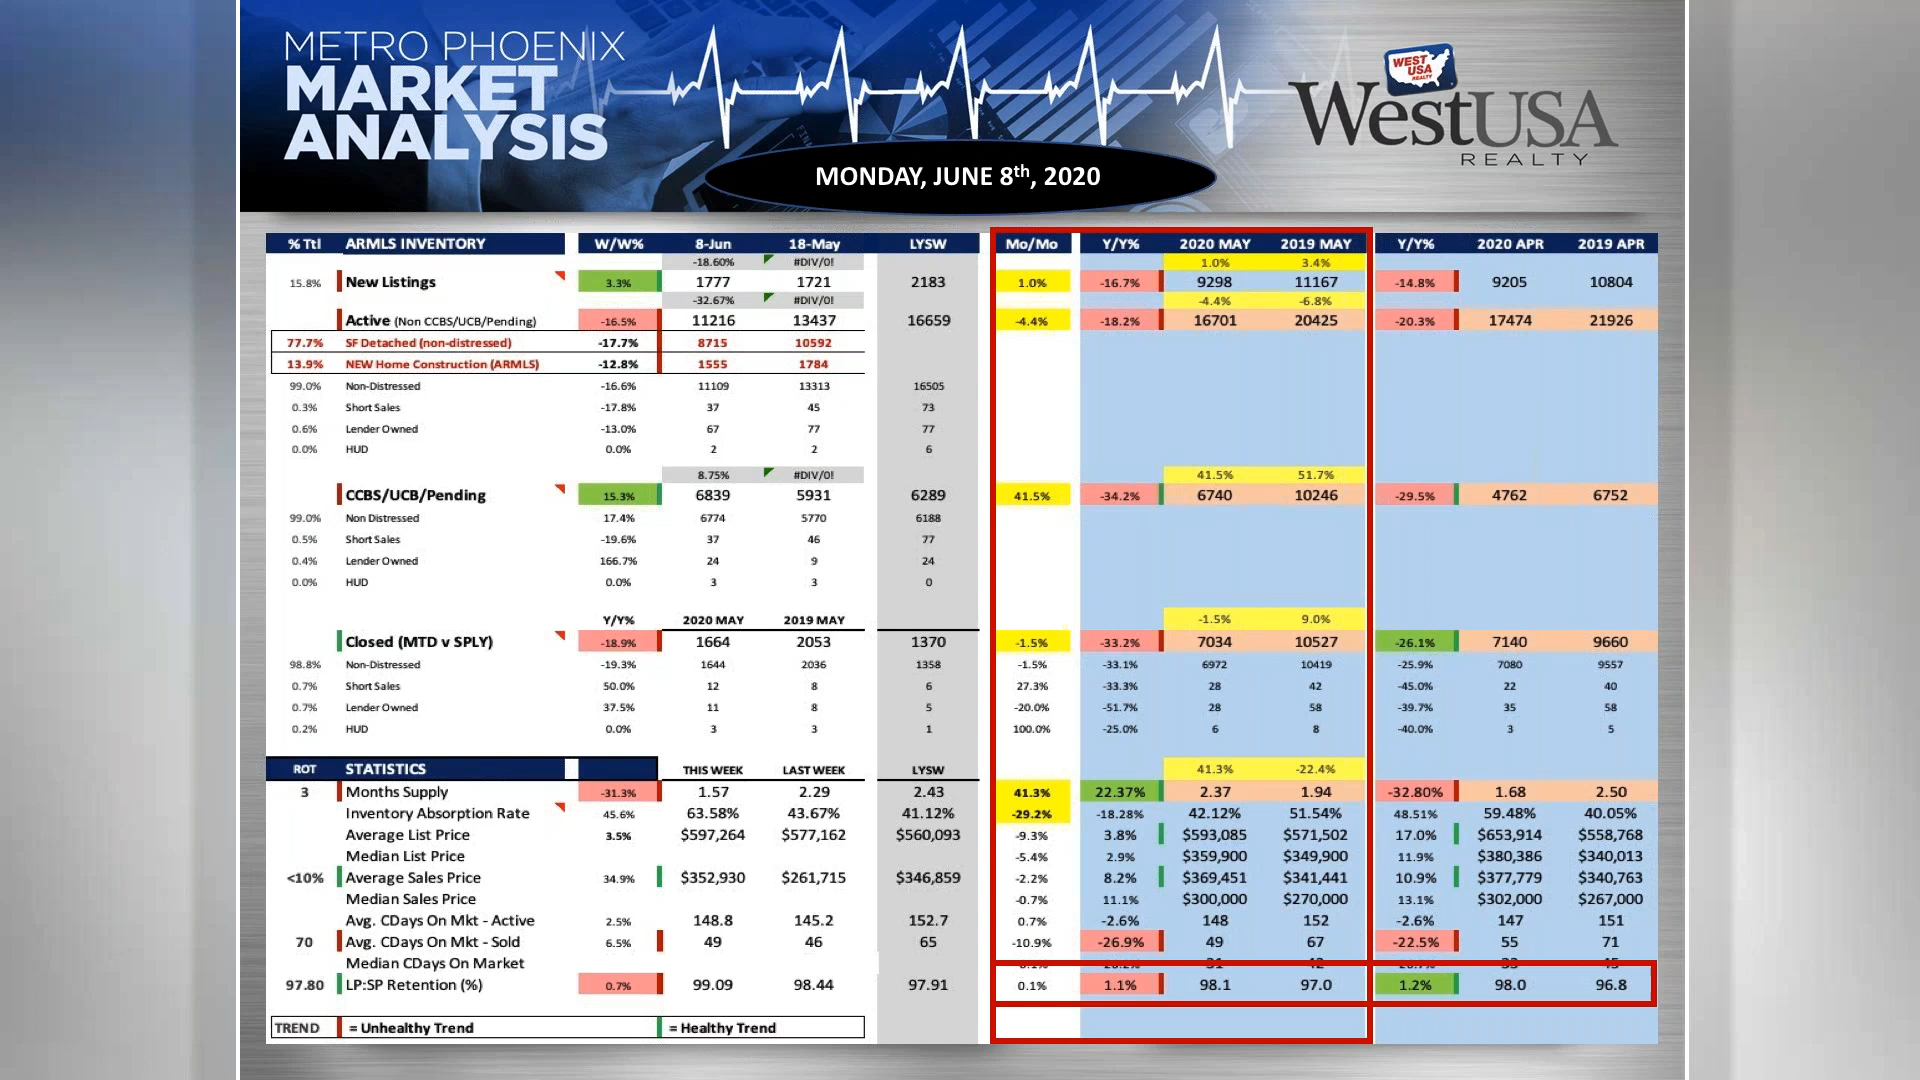 METRO PHOENIX
MARKET
ANALYSIS
WEST
USA
REALTY
WestUSA
REALTY
MONDAY, JUNE 8th, 2020
% Ttl ARMLS INVENTORY W/W% 8-Jun 18-May LYSW Mo/Mo Y/Y% 2020 MAY 2019 MAY Y/Y% 2020 APR 2019 APR
-18.60% #DIV/0! 1.0% 3.4%
15.8% New Listings 3.3% 1777 1721 2183 1.0% -16.7% 9298 11167 -14.8% 9205 10804
-32.67% #DIV/0! -4.4% -6.8%
Active (Non CCBS/UCB/Pending) -16.5% 11216 13437 16659 -4.4% -18.2% 16701 20425 -20.3% 17474 21926
77.7% SF Detached (non-distressed) -17.7% 8715 10592
13.9% NEW Home Construction (ARMLS) -12.8% 1555 1784
99.0% Non-Distressed -16.6% 11109 13313 16505
0.3% Short Sales -17.8% 37 45 73
0.6% Lender Owned -13.0% 67 77 77
0.0% HUD 0.0% 2 2 6
8.75% #DIV/0! 41.5% 51.7%
CCBS/UCB/Pending 15.3% 6839 5931 6289 41.5% -34.2% 6740 10246 -29.5% 4762 6752
99.0% Non Distressed 17.4% 6774 5770 6188
0.5% Short Sales -19.6% 37 46 77
0.4% Lender Owned 166.7% 24 9 24
0.0% HUD 0.0% 3 3 0
Y/Y% 2020 MAY 2019 MAY -1.5% 9.0%
Closed (MTD v SPLY) -18.9% 1664 2053 1370 -1.5% -33.2% 7034 10527 -26.1% 7140 9660
98.8% Non-Distressed -19.3% 1644 2036 1358 -1.5% -33.1% 6972 10419 -25.9% 7080 9557
0.7% Short Sales 50.0% 12 8 6 27.3% -33.3% 28 42 -45.0% 22 40
0.7% Lender Owned 37.5% 11 8 5 -20.0% -51.7% 28 58 -39.7% 35 58
0.2% HUD 0.0% 3 3 1 100.0% -25.0% 6 8 -40.0% 3 5
ROT STATISTICS THIS WEEK LAST WEEK LYSW 41.3% -22.4%
3 Months Supply -31.3% 1.57 2.29 2.43 41.3% 22.37% 2.37 1.94 -32.80% 1.68 2.50
Inventory Absorption Rate 45.6% 63.58% 43.67% 41.12% -29.2% -18.28% 42.12% 51.54% 48.51% 59.48% 40.05%
Average List Price 3.5% $597,264 $577,162 $560,093 -9.3% 3.8% $593,085 $571,502 17.0% $653,914 $558,768
Median List Price -5.4% 2.9% $359,900 $349,900 11.9% $380,386 $340,013
<10% Average Sales Price 34.9% $352,930 $261,715 $346,859 -2.2% 8.2% $369,451 $341,441 10.9% $377,779 $340,763
Median Sales Price -0.7% 11.1% $300,000 $270,000 13.1% $302,000 $267,000
Avg. CDays On Mkt - Active 2.5% 148.8 145.2 152.7 0.7% -2.6% 148 152 -2.6% 147 151
70 Avg. CDays On Mkt - Sold 6.5% 49 46 65 -10.9% -26.9% 49 67 -22.5% 55 71
Median CDays On Market
97.80 LP:SP Retention (%) 0.7% 99.09 98.44 97.91 0.1% 1.1% 98.1 97.0 1.2% 98.0 96.8
TREND = Unhealthy Trend = Healthy Trend